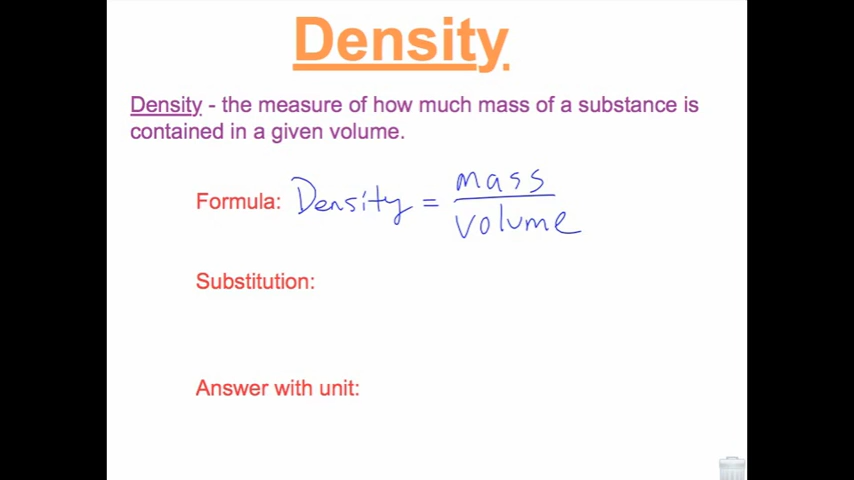 Density
Density - the measure of how much mass of a substance is
contained in a given volume.
Formula: Density = mass
volume
Substitution:
Answer with unit: